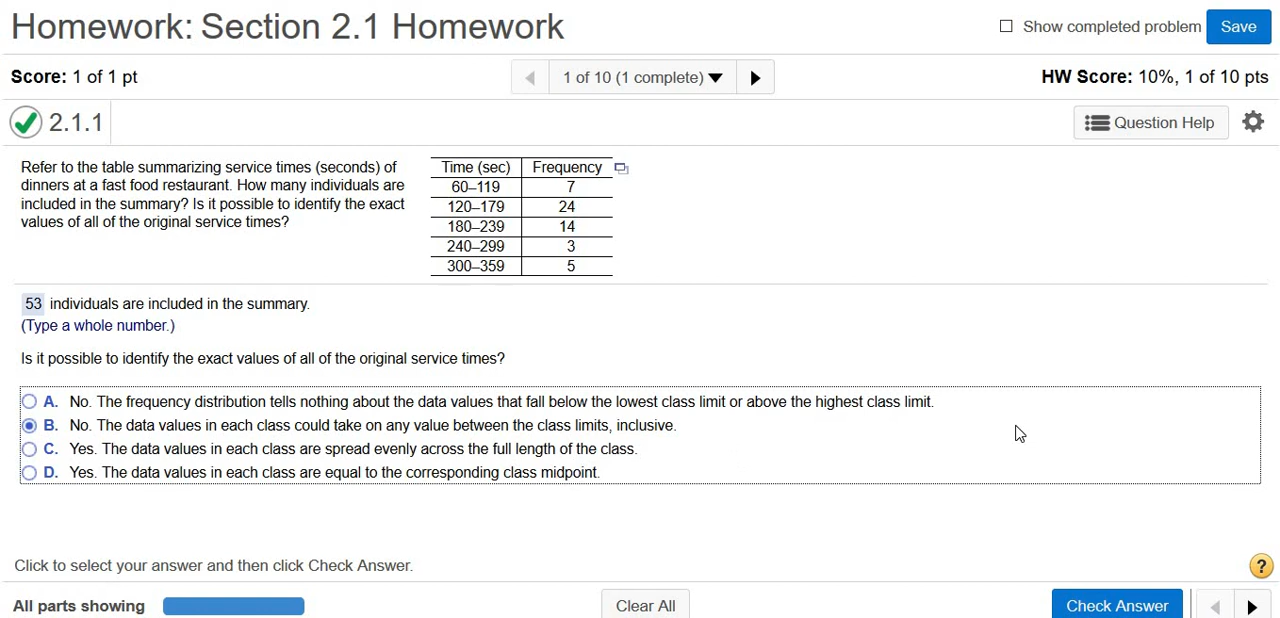 Homework: Section 2.1 Homework
Show completed problem
Save
Score: 1 of 1 pt
1 of 10 (1 complete)
HW Score: 10%, 1 of 10 pts
2.1.1
Question Help
Refer to the table summarizing service times (seconds) of
dinners at a fast food restaurant. How many individuals are
included in the summary? Is it possible to identify the exact
values of all of the original service times?
Time (sec) Frequency
60–119 7
120–179 24
180–239 14
240–299 3
300–359 5
53 individuals are included in the summary.
(Type a whole number.)
Is it possible to identify the exact values of all of the original service times?
A. No. The frequency distribution tells nothing about the data values that fall below the lowest class limit or above the highest class limit.
B. No. The data values in each class could take on any value between the class limits, inclusive.
C. Yes. The data values in each class are spread evenly across the full length of the class.
D. Yes. The data values in each class are equal to the corresponding class midpoint.
Click to select your answer and then click Check Answer.
?
All parts showing
Clear All
Check Answer